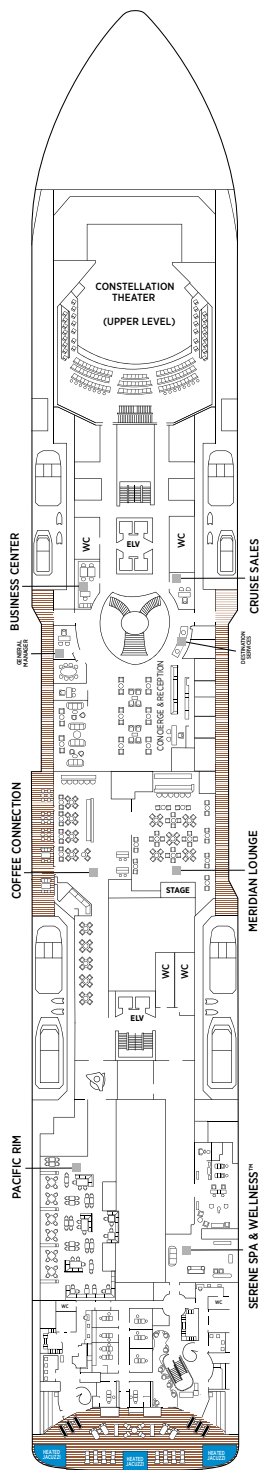 CONSTELLATION
THEATER
(UPPER LEVEL)
WC
ELV
WC
BUSINESS CENTER
CRUISE SALES
GENERAL
MANAGER
DESTINATION
SERVICES
CONCIERGE & RECEPTION
COFFEE CONNECTION
MERIDIAN LOUNGE
STAGE
WC
WC
ELV
PACIFIC RIM
SERENE SPA & WELLNESS™
WC
WC
HEATED
JACUZZI
HEATED
JACUZZI
HEATED
JACUZZI